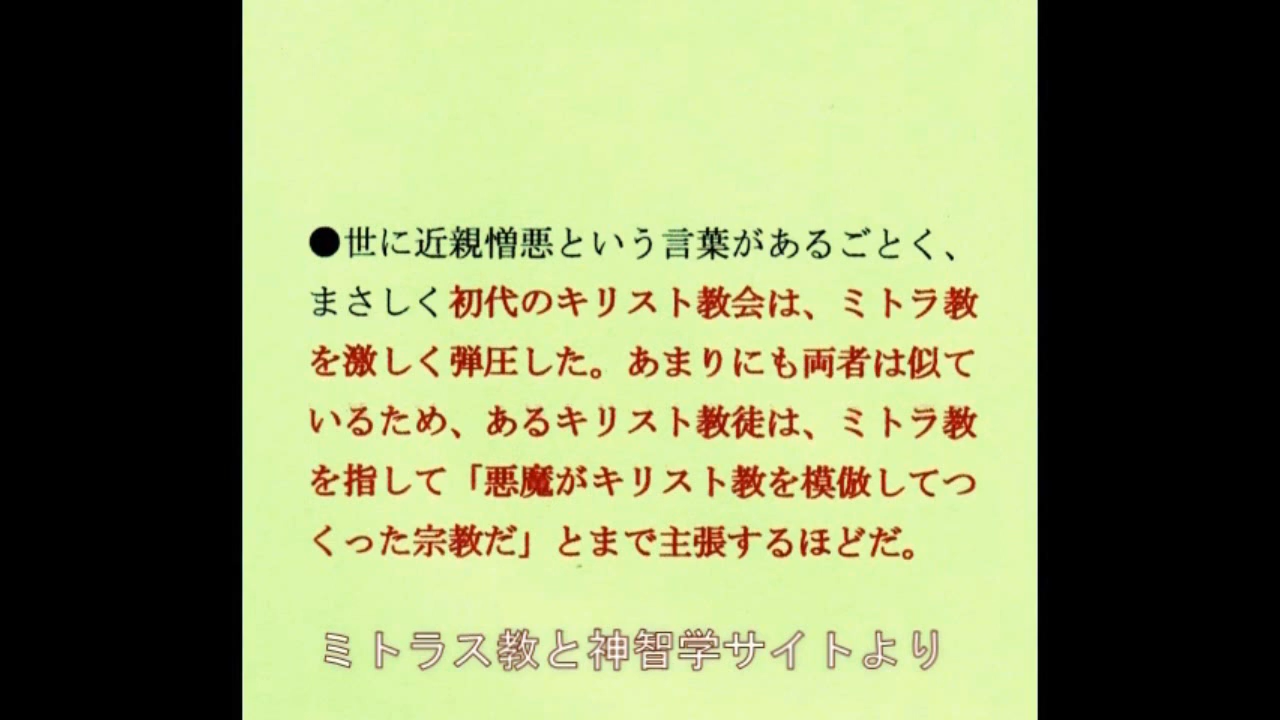 ●世に近親憎悪という言葉があるごとく、
まさしく初代のキリスト教会は、ミトラ教
を激しく弾圧した。あまりにも両者は似て
いるため、あるキリスト教徒は、ミトラ教
を指して「悪魔がキリスト教を模倣してつ
くった宗教だ」とまで主張するほどだ。
ミトラス教と神智学サイトより